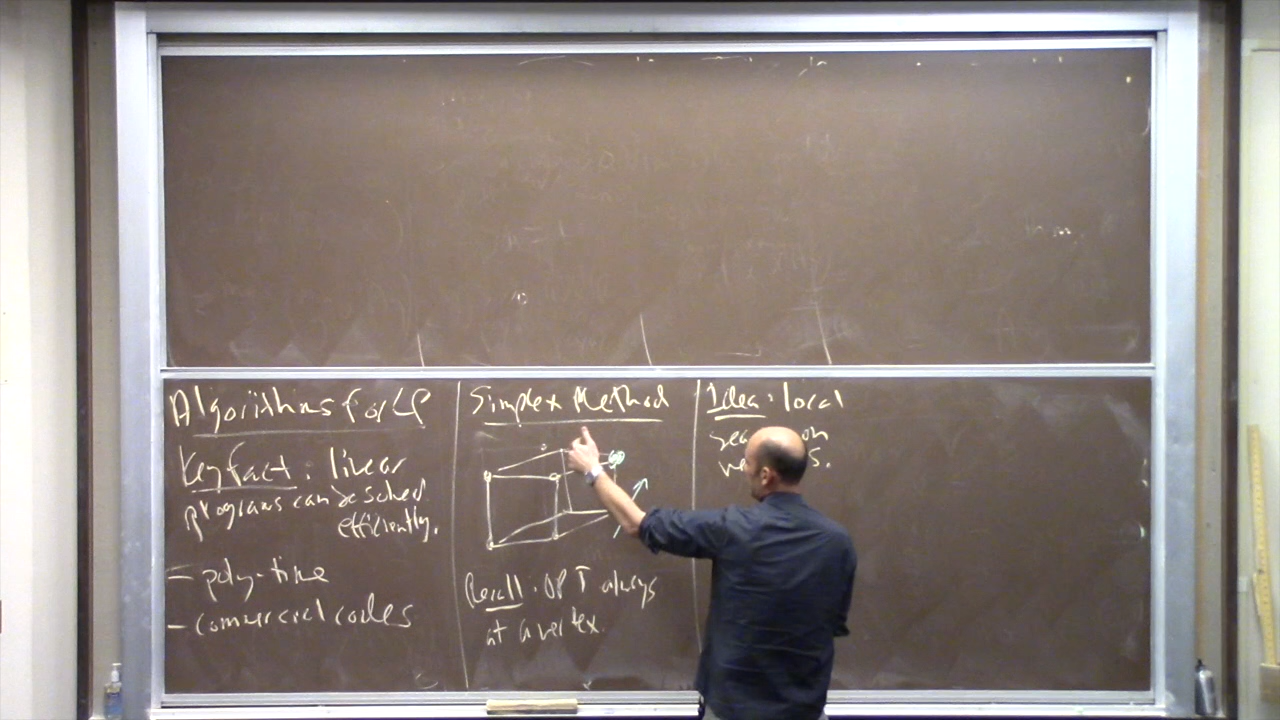 Algorithms for LP
Key Fact: linear
programs can be solved
efficiently.
- poly-time
- commercial codes
Simplex Method
Recall: OPT always
at a vertex.
Idea: local
on